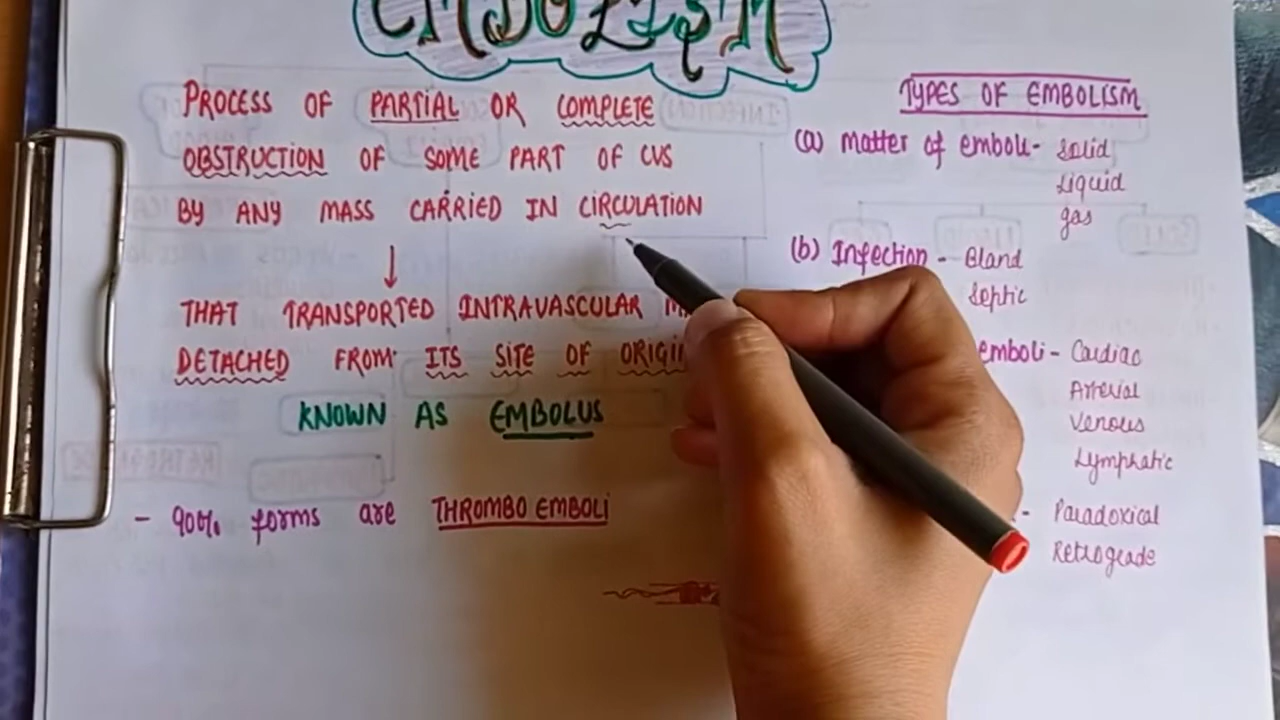 EMBOLISM
PROCESS OF PARTIAL OR COMPLETE
OBSTRUCTION OF SOME PART OF CVS
BY ANY MASS CARRIED IN CIRCULATION
↓
THAT TRANSPORTED INTRAVASCULAR
DETACHED FROM ITS SITE OF ORIGIN
KNOWN AS EMBOLUS
- 90% forms are THROMBO EMBOLI
TYPES OF EMBOLISM
(a) Matter of emboli - Solid
Liquid
gas
(b) Infection - Bland
Septic
emboli - Cardiac
Arterial
Venous
Lymphatic
- Paradoxical
Retrograde